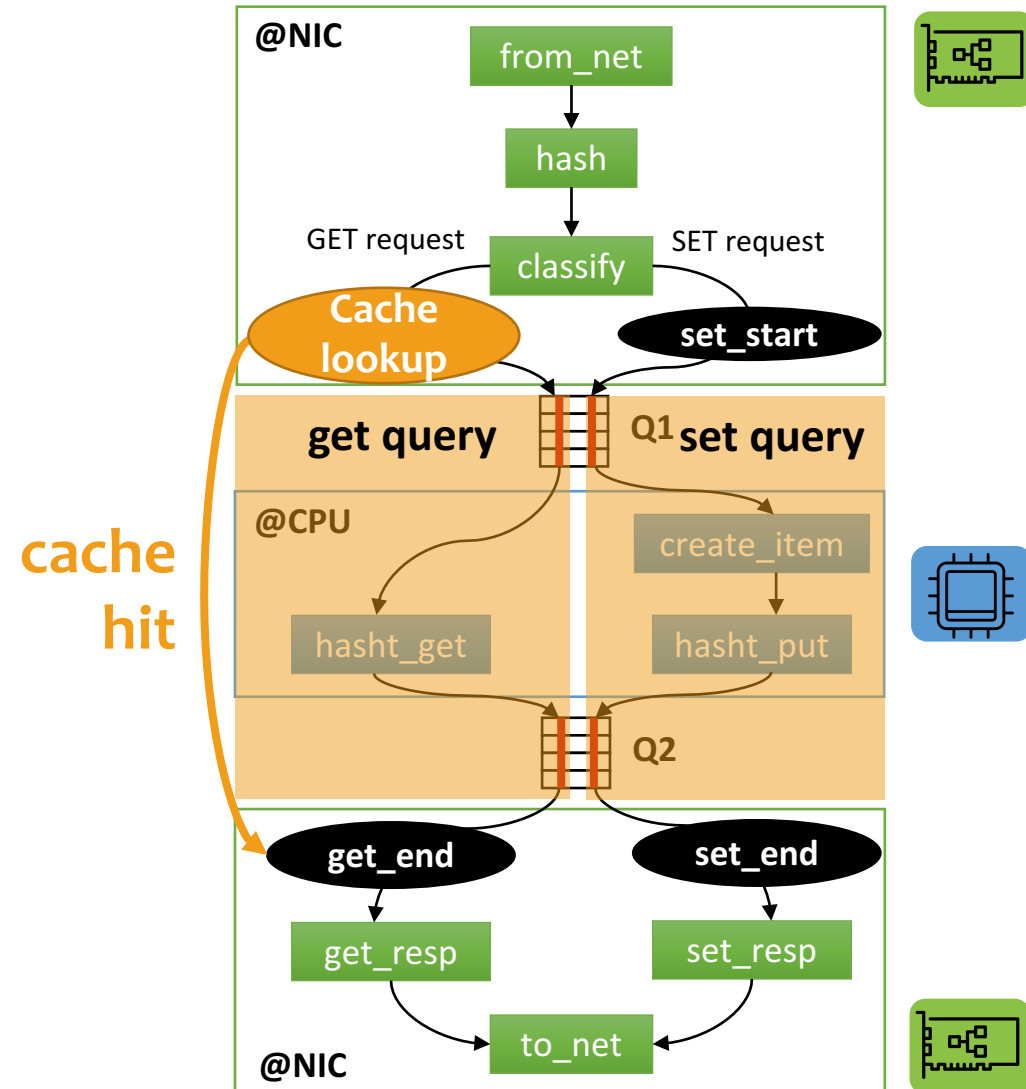 @NIC
from_net
hash
GET request
SET request
classify
Cache
lookup
set_start
get query
Q1
set query
@CPU
create_item
cache
hit
hasht_get
hasht_put
Q2
get_end
set_end
get_resp
set_resp
to_net
@NIC